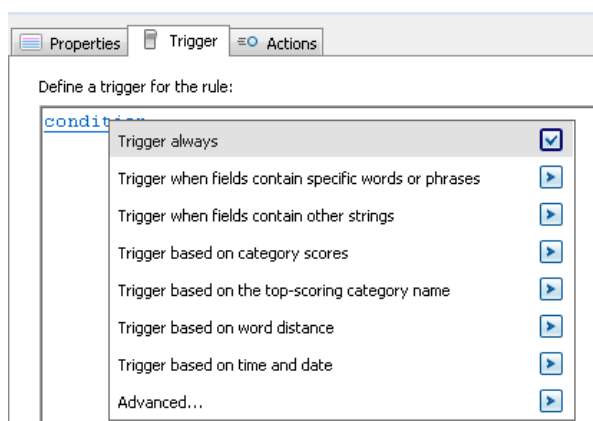 Properties Trigger Actions
Define a trigger for the rule:
condition
Trigger always
Trigger when fields contain specific words or phrases
Trigger when fields contain other strings
Trigger based on category scores
Trigger based on the top-scoring category name
Trigger based on word distance
Trigger based on time and date
Advanced...